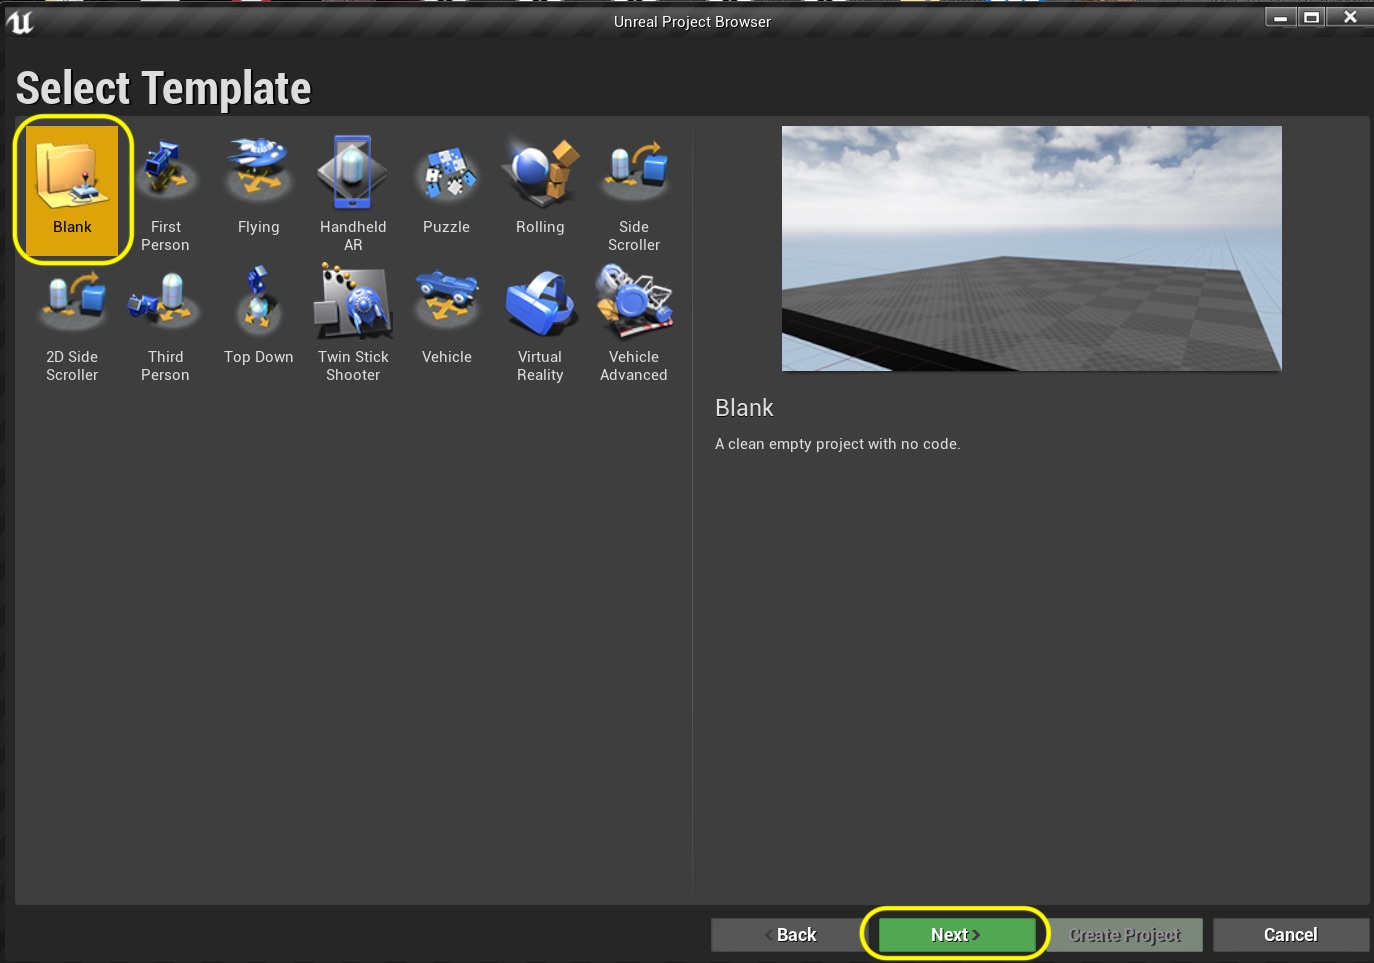 Unreal Project Browser
Select Template
Blank
First
Person
Flying
Handheld
AR
Puzzle
Rolling
Side
Scroller
2D Side
Scroller
Third
Person
Top Down
Twin Stick
Shooter
Vehicle
Virtual
Reality
Vehicle
Advanced
Blank
A clean empty project with no code.
Back
Next
Create Project
Cancel